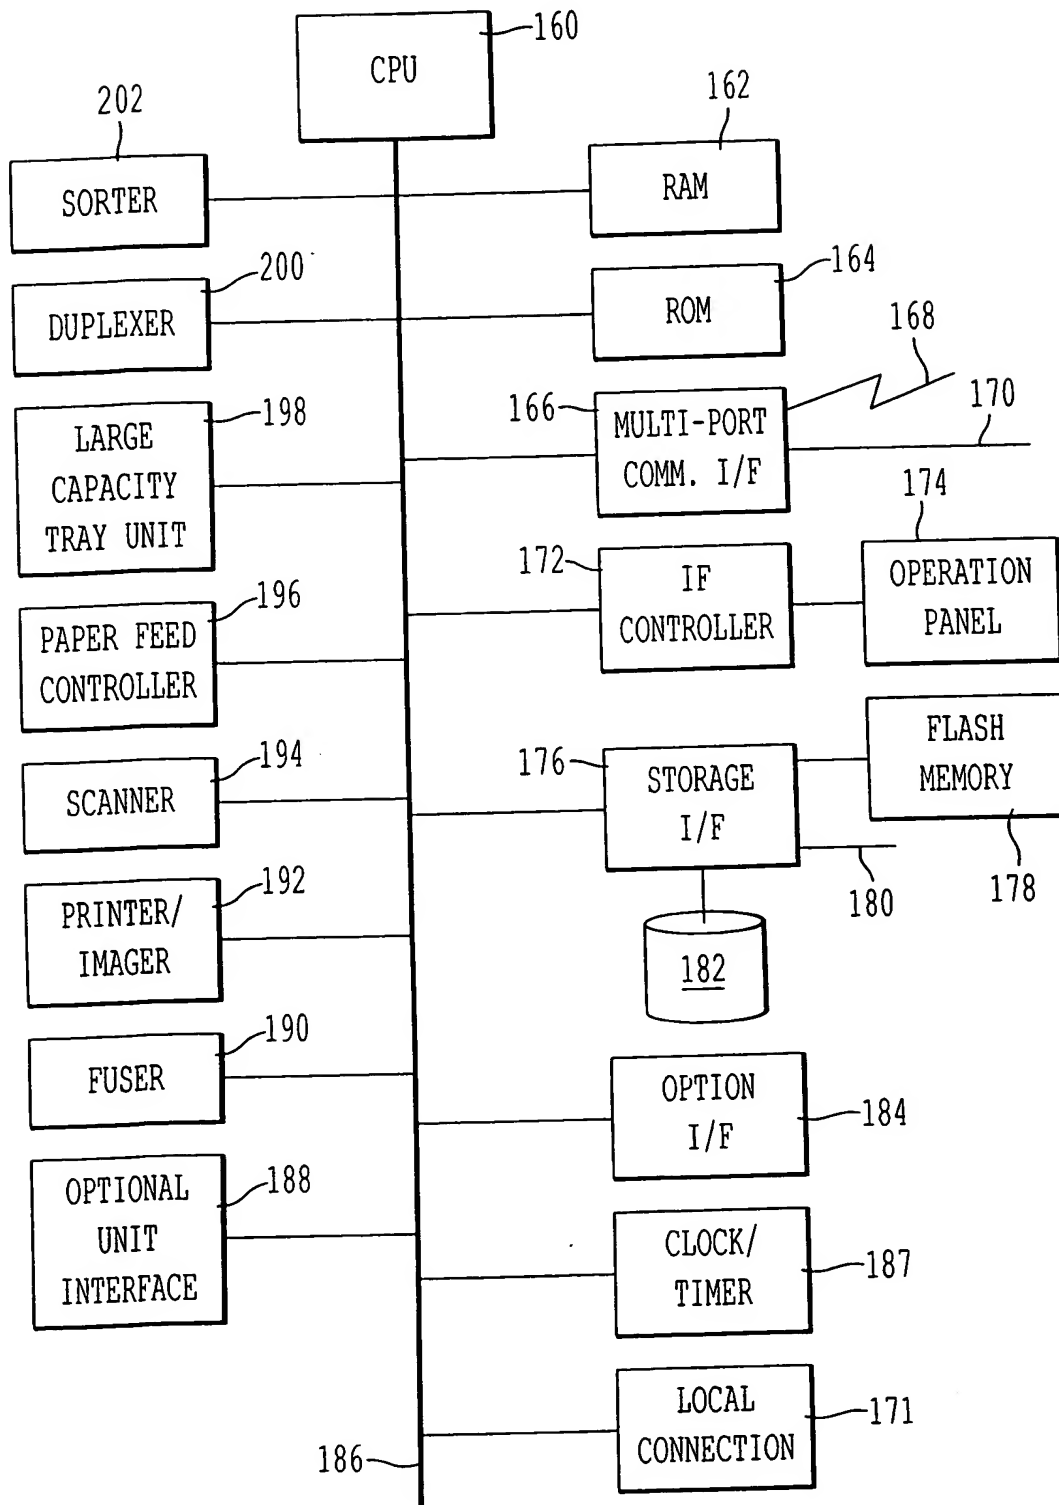 160
CPU
202
162
SORTER
RAM
200
164
DUPLEXER
ROM
168
198
166
170
LARGE
CAPACITY
TRAY UNIT
MULTI-PORT
COMM. I/F
174
172
196
IF
CONTROLLER
OPERATION
PANEL
PAPER FEED
CONTROLLER
194
176
FLASH
MEMORY
SCANNER
STORAGE
I/F
192
180
178
PRINTER/
IMAGER
182
190
FUSER
OPTION
I/F
184
188
OPTIONAL
UNIT
INTERFACE
CLOCK/
TIMER
187
LOCAL
CONNECTION
171
186